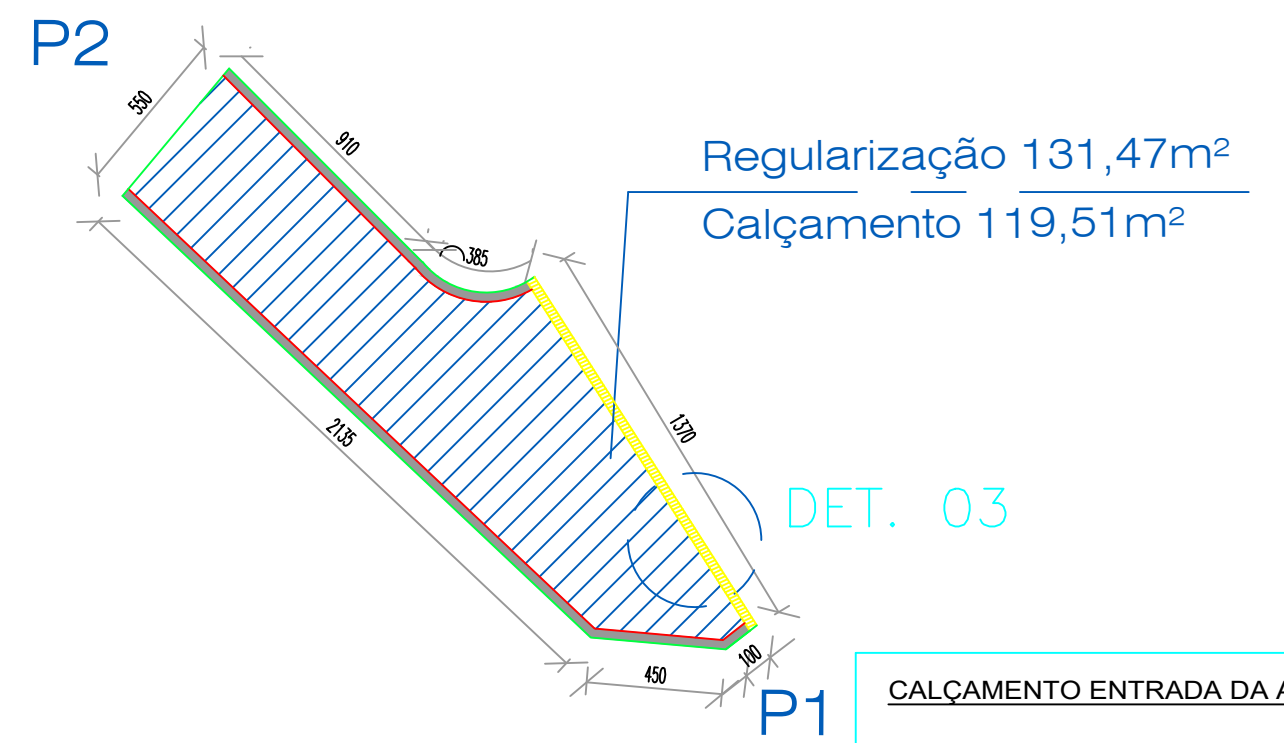 P2
550
910
Regularização 131,47m²
Calçamento 119,51m²
385
2135
1370
DET. 03
100
450
P1
CALÇAMENTO ENTRADA DA